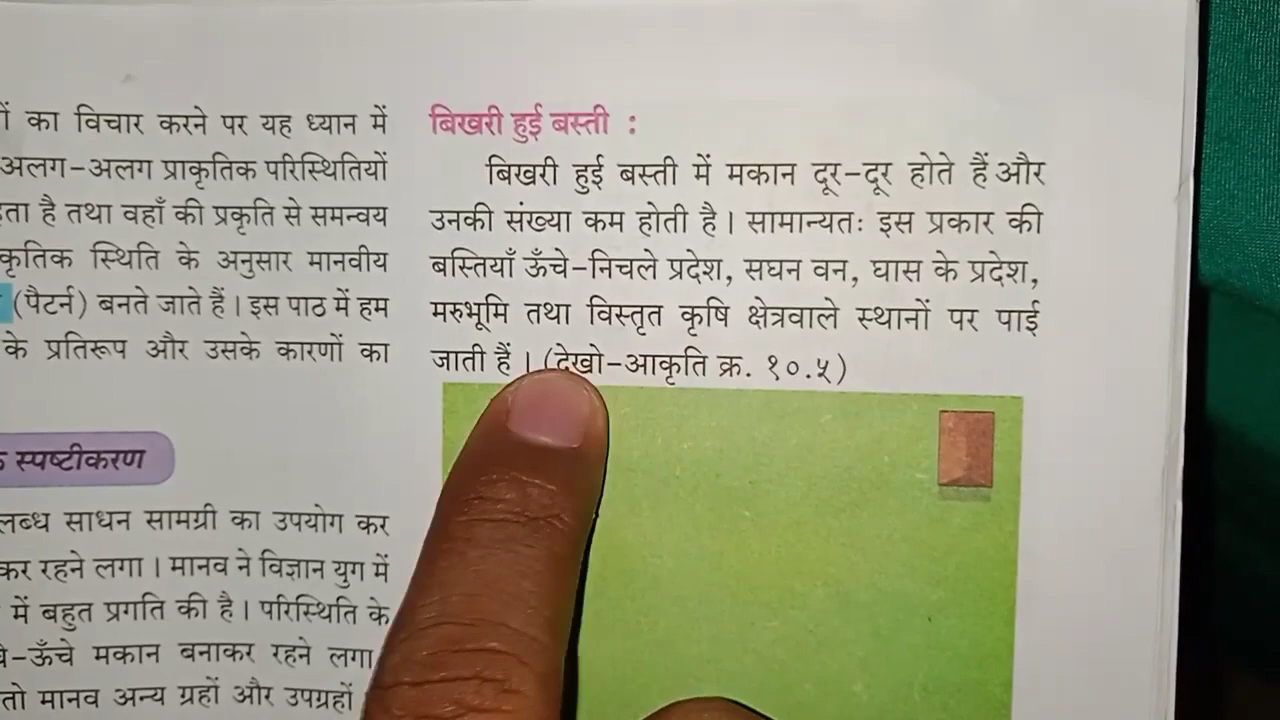 ों का विचार करने पर यह ध्यान में
अलग-अलग प्राकृतिक परिस्थितियों
है तथा वहाँ की प्रकृति से समन्वय
स्थिति के अनुसार मानवीय
(पैटर्न) बनते जाते हैं । इस पाठ में हम
के प्रतिरूप और उसके कारणों का
स्पष्टीकरण
साधन सामग्री का उपयोग कर
कर रहने लगा । मानव ने विज्ञान युग में
में बहुत प्रगति की है । परिस्थिति के
ऊँचे मकान बनाकर रहने लगा
तो मानव अन्य ग्रहों और उपग्रहों
बिखरी हुई बस्ती :
बिखरी हुई बस्ती में मकान दूर-दूर होते हैं और
उनकी संख्या कम होती है । सामान्यतः इस प्रकार की
बस्तियाँ ऊँचे-निचले प्रदेश, सघन वन, घास के प्रदेश,
मरुभूमि तथा विस्तृत कृषि क्षेत्रवाले स्थानों पर पाई
जाती हैं । (देखो-आकृति क्र. १०.५)